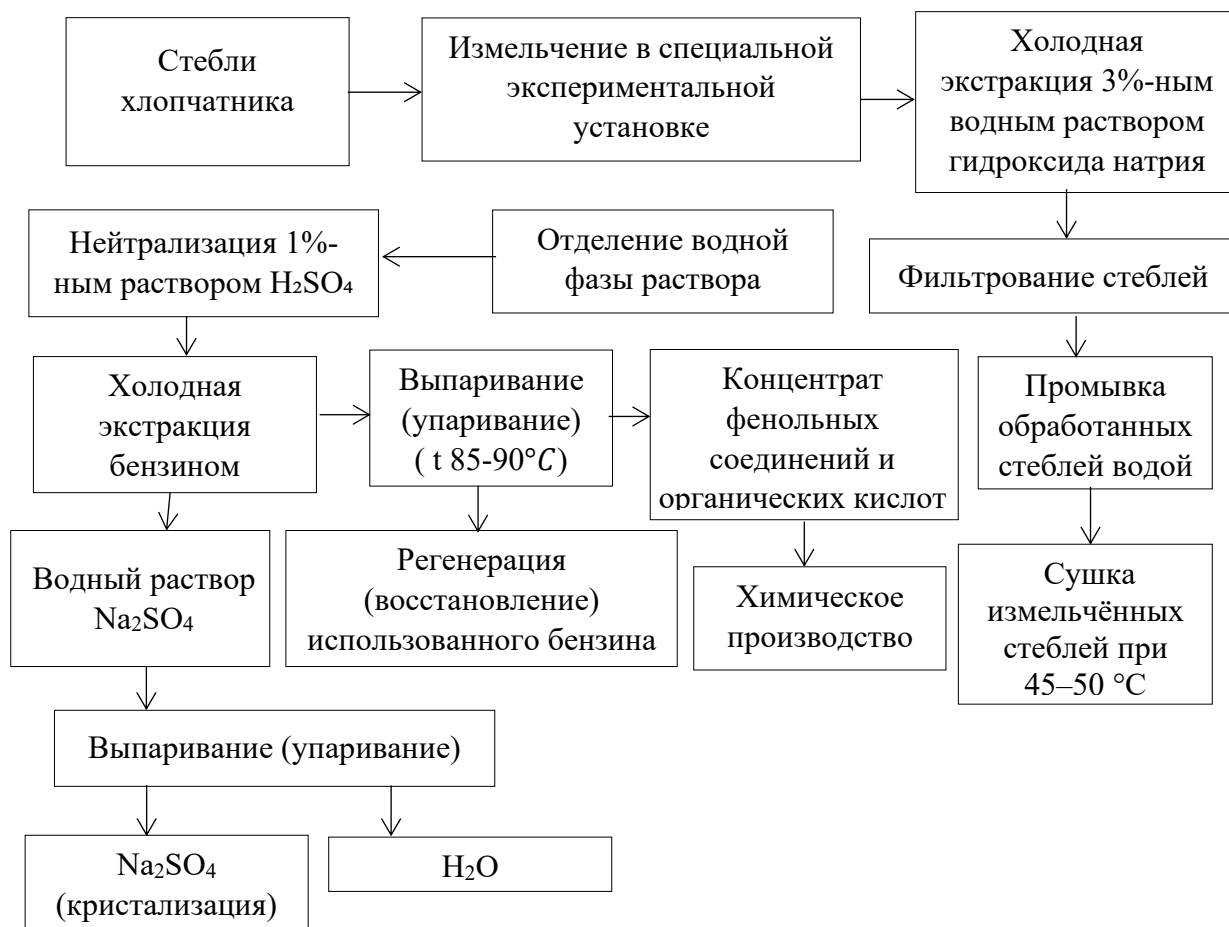 Стебли
хлопчатника
Измельчение в специальной
экспериментальной
установке
Холодная
экстракция 3%-ным
водным раствором
гидроксида натрия
Нейтрализация 1%-
ным раствором H₂SO₄
Отделение водной
фазы раствора
Фильтрование стеблей
Холодная
экстракция
бензином
Выпаривание
(упаривание)
( t 85-90°C)
Концентрат
фенольных
соединений и
органических кислот
Промывка
обработанных
стеблей водой
Водный раствор
Na₂SO₄
Регенерация
(восстановление)
использованного бензина
Химическое
производство
Сушка
измельчённых
стеблей при
45–50 °C
Выпаривание (упаривание)
Na₂SO₄
(кристализация)
H₂O